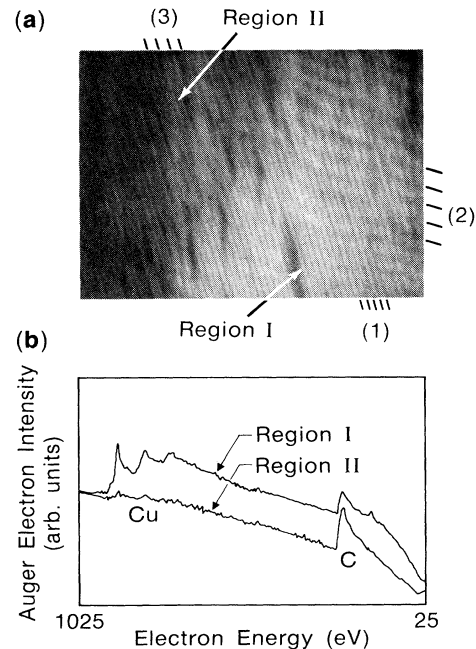 (a)
(3)
Region II
(2)
Region I
(1)
(b)
Auger Electron Intensity
(arb. units)
Region I
Region II
Cu
C
1025
25
Electron Energy (eV)